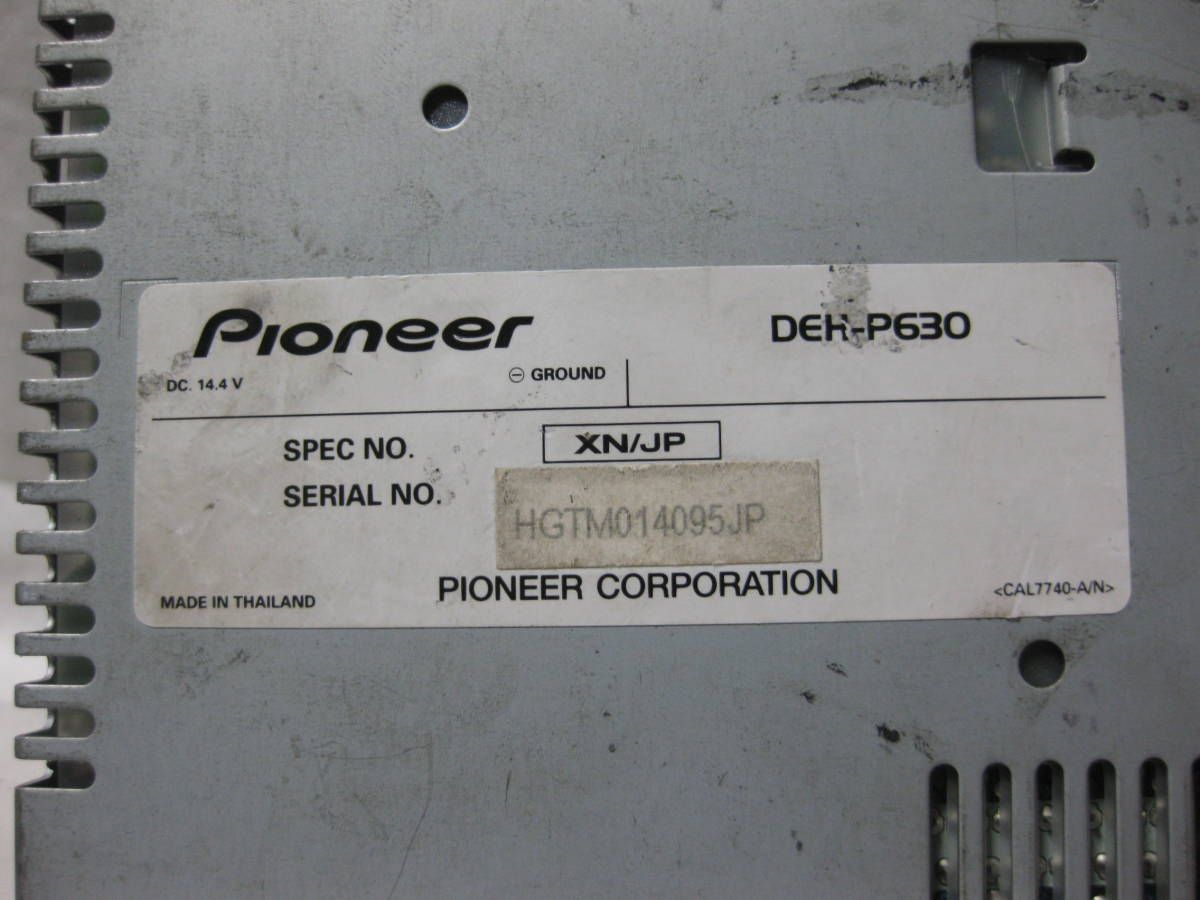 Pioneer
DEH-P630
DC. 14.4 V
⊖ GROUND
SPEC NO. XN/JP
SERIAL NO. HGTM014095JP
PIONEER CORPORATION
MADE IN THAILAND
<CAL7740-A/N>